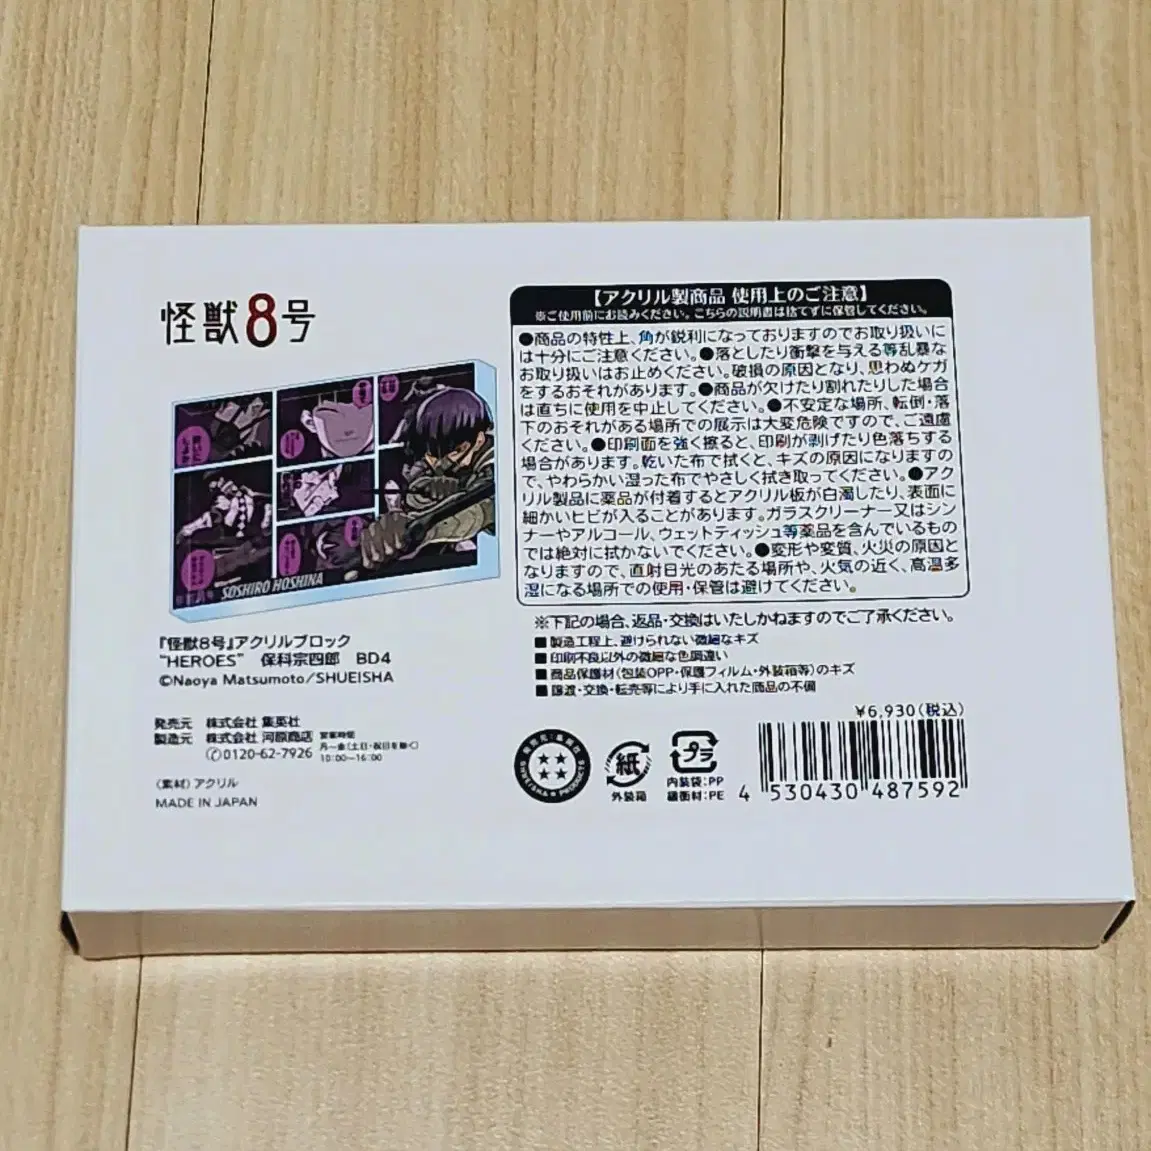 怪獣8号
SOSHIRO HOSHINA
『怪獣8号』アクリルブロック
"HEROES" 保科宗四郎 BD4
©Naoya Matsumoto/SHUEISHA
発売元 株式会社 集英社
製造元 株式会社 河原商店
0120-62-7926
営業時間
月〜金(土日・祝日を除く)
10:00〜16:00
〈素材〉アクリル
MADE IN JAPAN
【アクリル製商品 使用上のご注意】
※ご使用前にお読みください。こちらの説明書は捨てずに保管してください。
●商品の特性上、角が鋭利になっておりますのでお取り扱いに
は十分にご注意ください。●落としたり衝撃を与える等乱暴な
お取り扱いはお止めください。破損の原因となり、思わぬケガ
をするおそれがあります。●商品が欠けたり割れたりした場合
は直ちに使用を中止してください。●不安定な場所、転倒・落
下のおそれがある場所での展示は大変危険ですので、ご遠慮
ください。●印刷面を強く擦ると、印刷が剥げたり色落ちする
場合があります。乾いた布で拭くと、キズの原因になりますの
で、やわらかい湿った布でやさしく拭き取ってください。●アク
リル製品に薬品が付着するとアクリル板が白濁したり、表面に
細かいヒビが入ることがあります。ガラスクリーナー又はシン
ナーやアルコール、ウェットティッシュ等薬品を含んでいるもの
では絶対に拭かないでください。●変形や変質、火災の原因と
なりますので、直射日光のあたる場所や、火気の近く、高温多
湿になる場所での使用・保管は避けてください。
※下記の場合、返品・交換はいたしかねますのでご了承ください。
■製造工程上、避けられない微細なキズ
■印刷不良以外の微細な色調違い
■商品保護材(包装OPP・保護フィルム・外装箱等)のキズ
■譲渡・交換・転売等により手に入れた商品の不備
¥6,930(税込)
発売元:集英社
SHUEISHA PRODUCT
紙
外装箱
プラ
内装袋:PP
緩衝材:PE
4 530430 487592